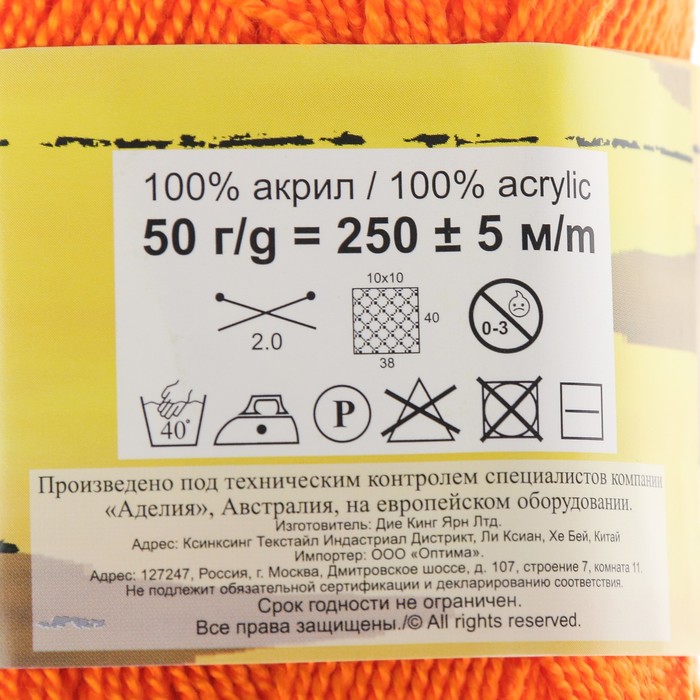 100% акрил / 100% acrylic
50 г/g = 250 ± 5 м/m
10x10
40
0-3
2.0
38
40°
P
Произведено под техническим контролем специалистов компании
«Аделия», Австралия, на европейском оборудовании.
Изготовитель: Дие Кинг Ярн Лтд.
Адрес: Ксинксинг Текстайл Индастриал Дистрикт, Ли Ксиан, Хе Бей, Китай
Импортер: ООО «Оптима».
Адрес: 127247, Россия, г. Москва, Дмитровское шоссе, д. 107, строение 7, комната 11.
Не подлежит обязательной сертификации и декларированию соответствия.
Срок годности не ограничен.
Все права защищены./© All rights reserved.